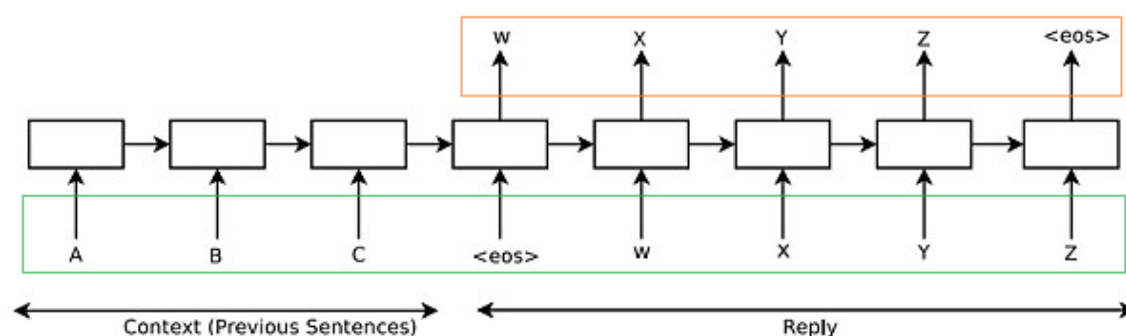 w X Y Z <eos>
A B C <eos> w X Y Z
Context (Previous Sentences) Reply